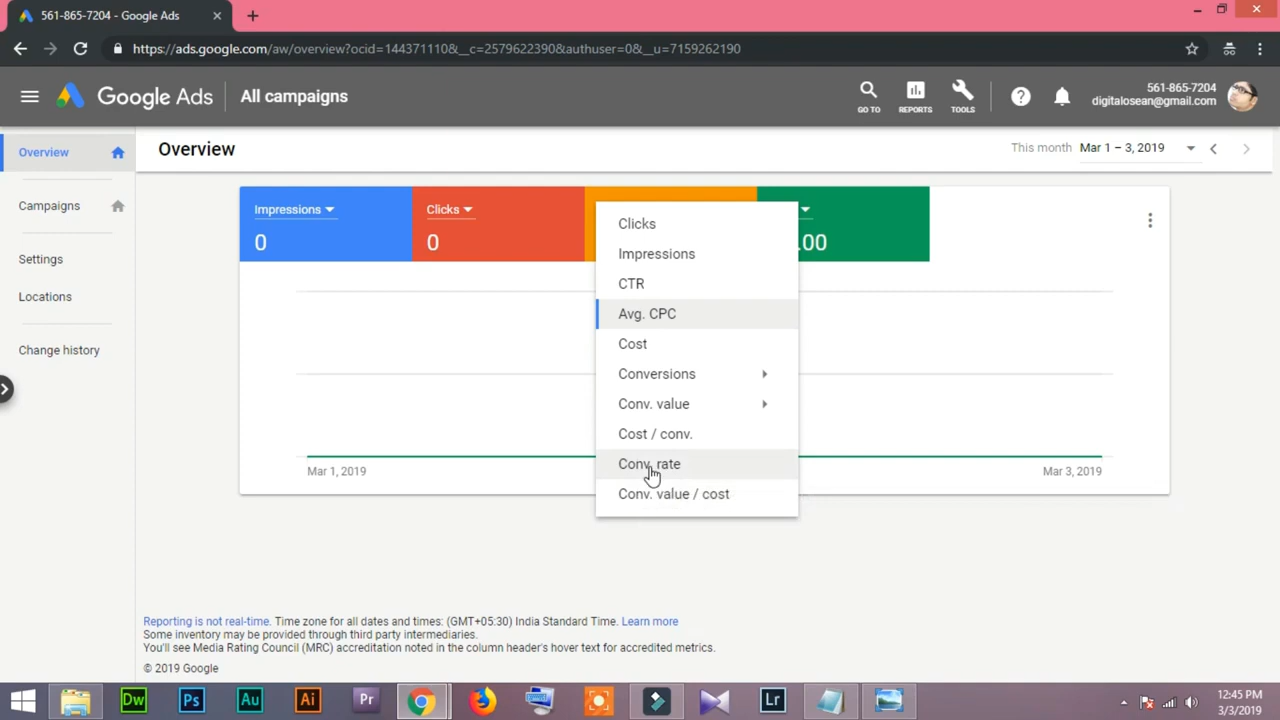 561-865-7204 - Google Ads
https://ads.google.com/aw/overview?ocid=144371110&__c=2579622390&authuser=0&__u=7159262190
Google Ads
All campaigns
GO TO
REPORTS
TOOLS
561-865-7204
digitalosean@gmail.com
Overview
Campaigns
Settings
Locations
Change history
Overview
This month
Mar 1 – 3, 2019
Impressions
0
Clicks
0
.00
Clicks
Impressions
CTR
Avg. CPC
Cost
Conversions
Conv. value
Cost / conv.
Conv. rate
Conv. value / cost
Mar 1, 2019
Mar 3, 2019
Reporting is not real-time. Time zone for all dates and times: (GMT+05:30) India Standard Time. Learn more
Some inventory may be provided through third party intermediaries.
You'll see Media Rating Council (MRC) accreditation noted in the column header's hover text for accredited metrics.
© 2019 Google
Dw
Ps
Au
Ai
Pr
Lr
12:45 PM
3/3/2019